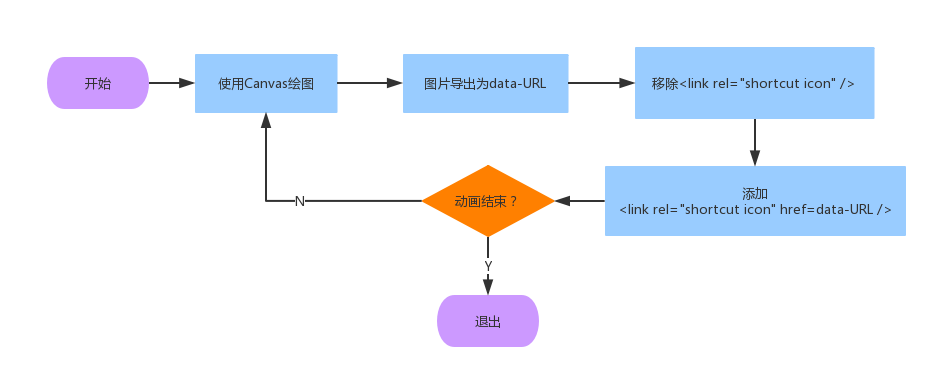 开始
使用Canvas绘图
图片导出为data-URL
移除<link rel="shortcut icon" />
添加
<link rel="shortcut icon" href=data-URL />
动画结束？
N
Y
退出